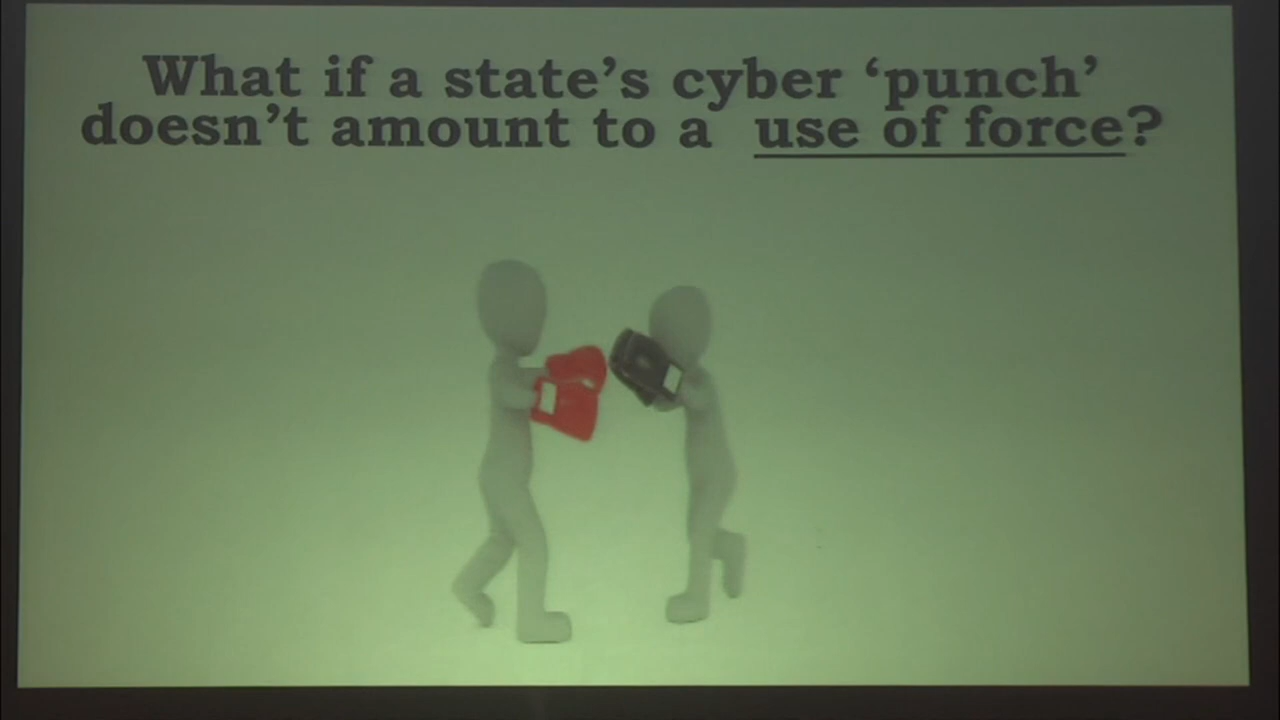 What if a state's cyber 'punch'
doesn't amount to a use of force?